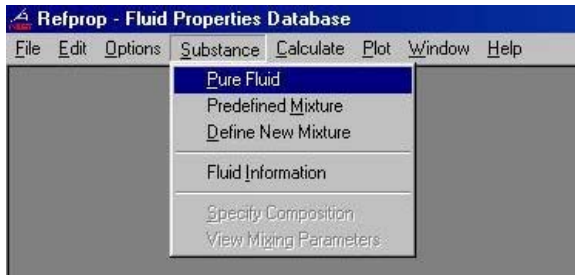 Refprop - Fluid Properties Database
File Edit Options Substance Calculate Plot Window Help
Pure Fluid
Predefined Mixture
Define New Mixture
Fluid Information
Specify Composition
View Mixing Parameters